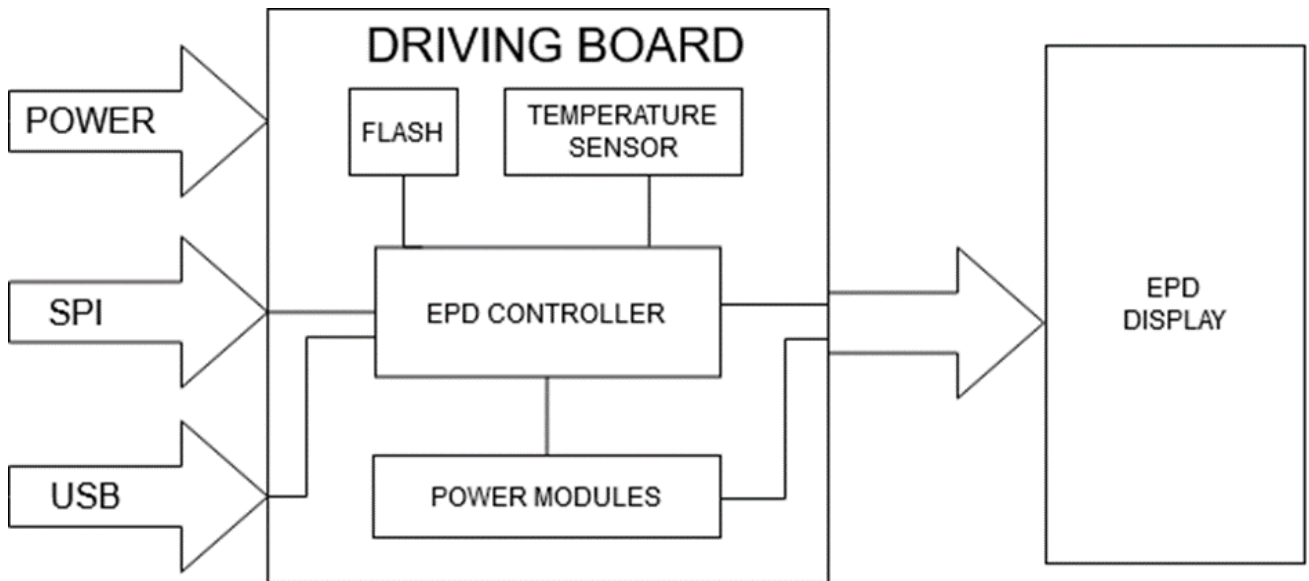 DRIVING BOARD
POWER
FLASH
TEMPERATURE
SENSOR
SPI
EPD CONTROLLER
EPD
DISPLAY
USB
POWER MODULES